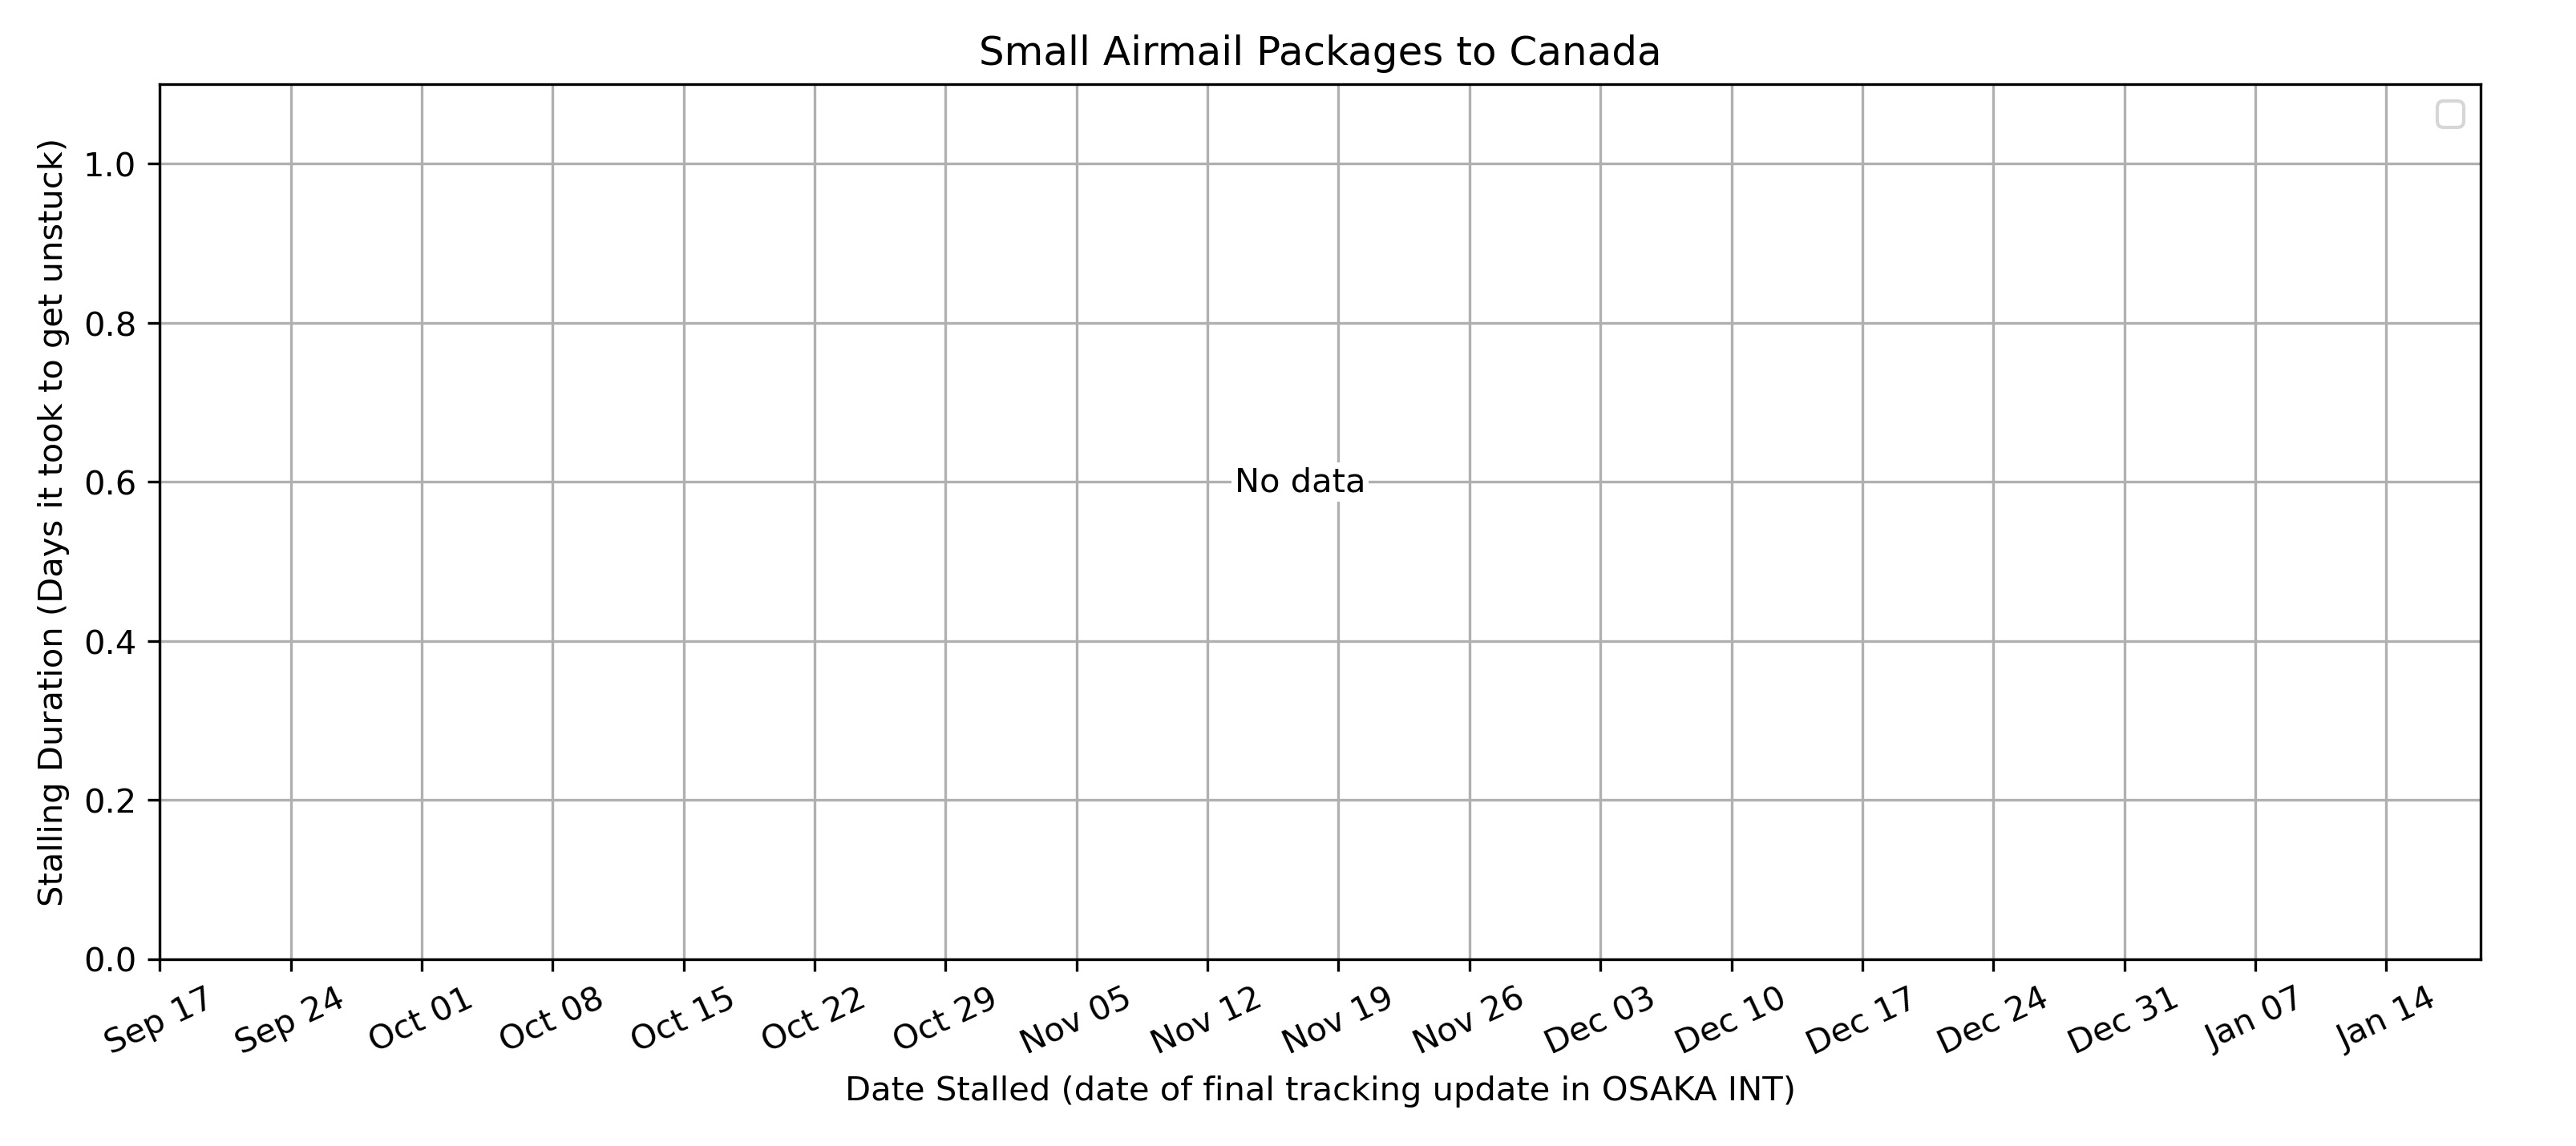 Small Airmail Packages to Canada
Stalling Duration (Days it took to get unstuck)
1.0
0.8
0.6
0.4
0.2
0.0
No data
Sep 17 Sep 24 Oct 01 Oct 08 Oct 15 Oct 22 Oct 29 Nov 05 Nov 12 Nov 19 Nov 26 Dec 03 Dec 10 Dec 17 Dec 24 Dec 31 Jan 07 Jan 14
Date Stalled (date of final tracking update in OSAKA INT)